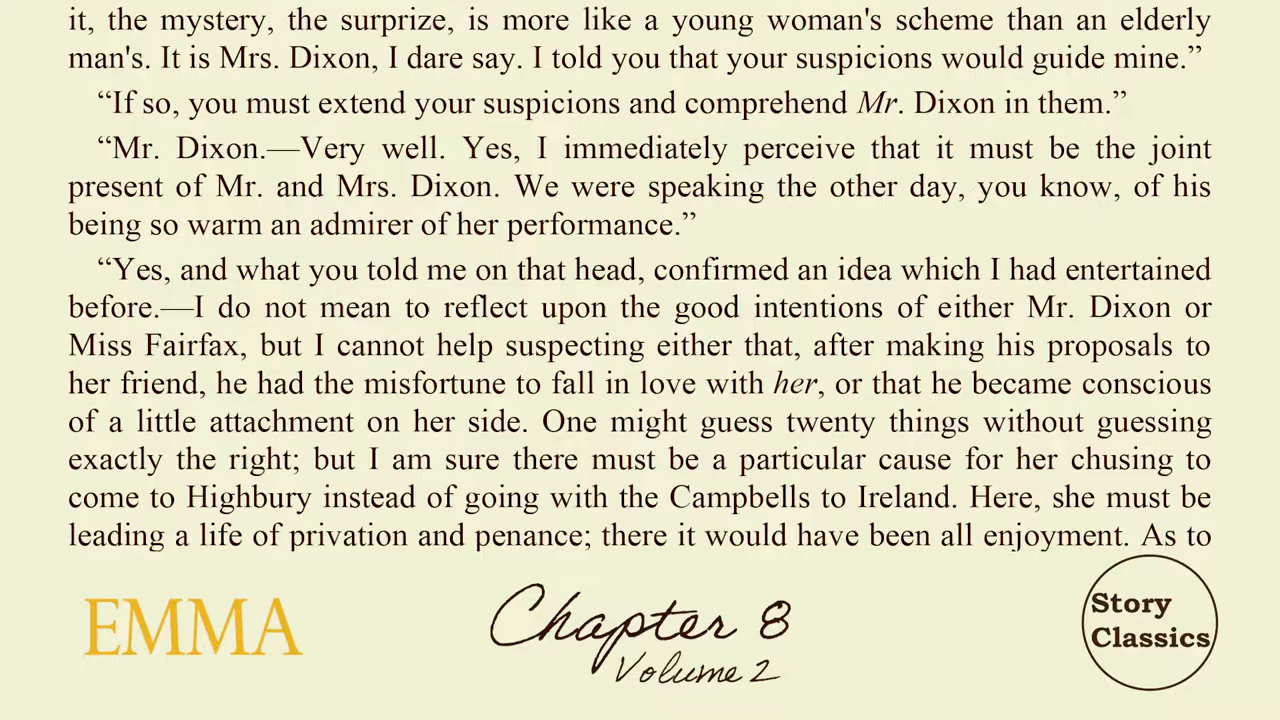 it, the mystery, the surprize, is more like a young woman's scheme than an elderly
man's. It is Mrs. Dixon, I dare say. I told you that your suspicions would guide mine.”
“If so, you must extend your suspicions and comprehend Mr. Dixon in them.”
“Mr. Dixon.—Very well. Yes, I immediately perceive that it must be the joint
present of Mr. and Mrs. Dixon. We were speaking the other day, you know, of his
being so warm an admirer of her performance.”
“Yes, and what you told me on that head, confirmed an idea which I had entertained
before.—I do not mean to reflect upon the good intentions of either Mr. Dixon or
Miss Fairfax, but I cannot help suspecting either that, after making his proposals to
her friend, he had the misfortune to fall in love with her, or that he became conscious
of a little attachment on her side. One might guess twenty things without guessing
exactly the right; but I am sure there must be a particular cause for her chusing to
come to Highbury instead of going with the Campbells to Ireland. Here, she must be
leading a life of privation and penance; there it would have been all enjoyment. As to
EMMA
Chapter 8
Volume 2
Story
Classics